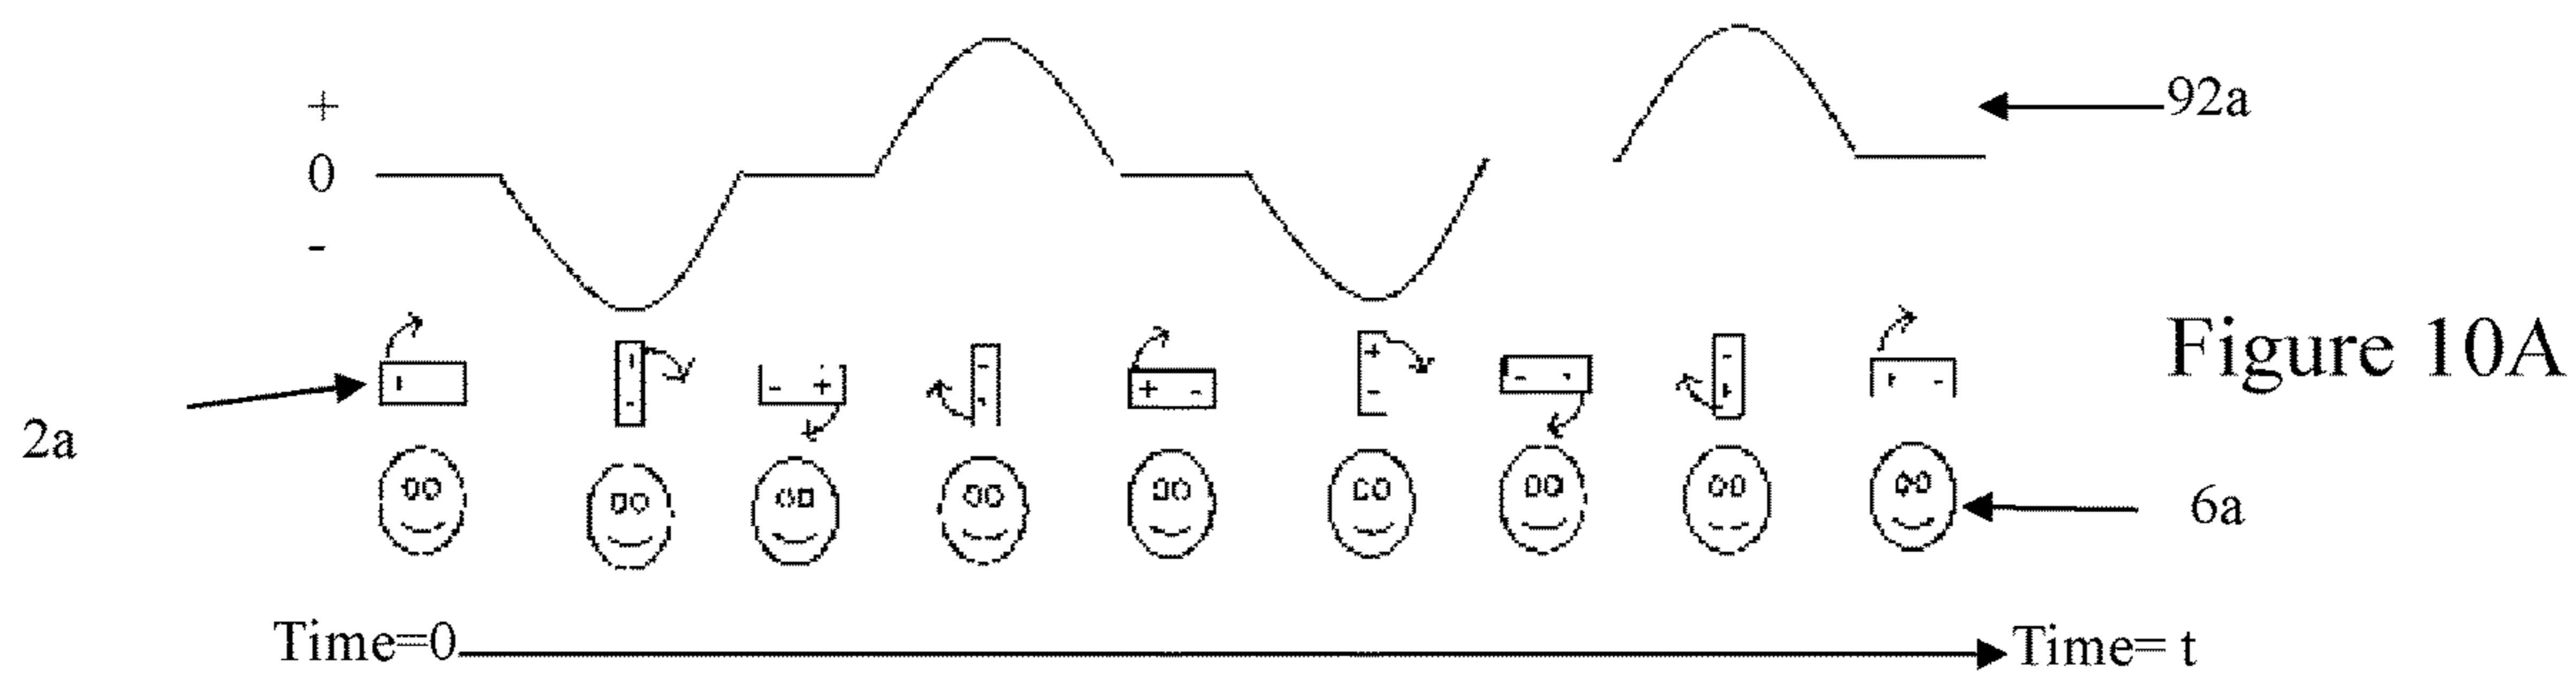 +
92a
0
-
Figure 10A
- + - + - + - - -
- + - - -
2a
6a
Time=0
Time= t